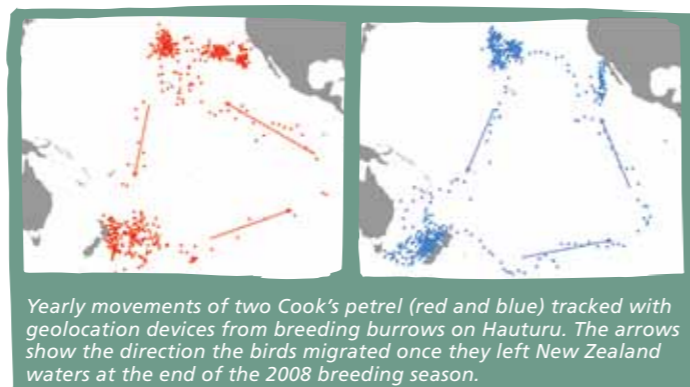 Yearly movements of two Cook's petrel (red and blue) tracked with
geolocation devices from breeding burrows on Hauturu. The arrows
show the direction the birds migrated once they left New Zealand
waters at the end of the 2008 breeding season.